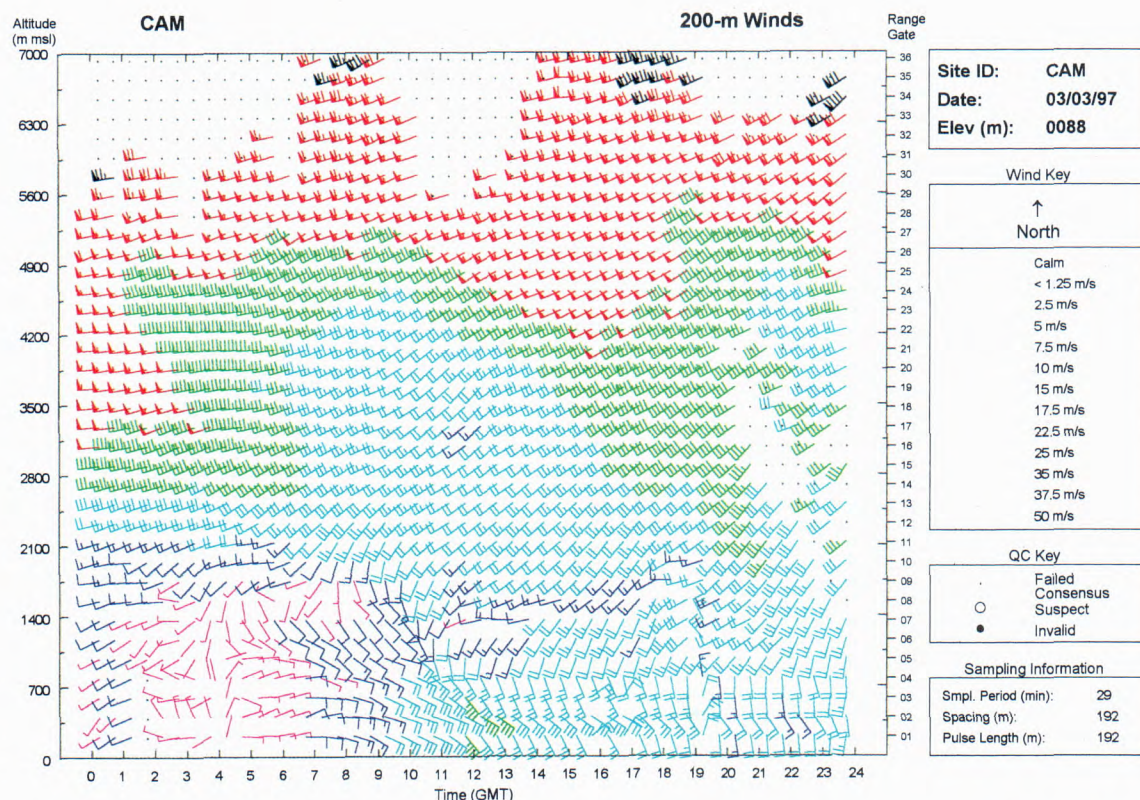 CAM
200-m Winds
Altitude
(m msl)
Range
Gate
7000
6300
5600
4900
4200
3500
2800
2100
1400
700
0
36
35
34
33
32
31
30
29
28
27
26
25
24
23
22
21
20
19
18
17
16
15
14
13
12
11
10
09
08
07
06
05
04
03
02
01
0 1 2 3 4 5 6 7 8 9 10 11 12 13 14 15 16 17 18 19 20 21 22 23 24
Time (GMT)
Site ID: CAM
Date: 03/03/97
Elev (m): 0088
Wind Key
↑
North
Calm
< 1.25 m/s
2.5 m/s
5 m/s
7.5 m/s
10 m/s
15 m/s
17.5 m/s
22.5 m/s
25 m/s
35 m/s
37.5 m/s
50 m/s
QC Key
Failed
Consensus
Suspect
Invalid
Sampling Information
Smpl. Period (min): 29
Spacing (m): 192
Pulse Length (m): 192